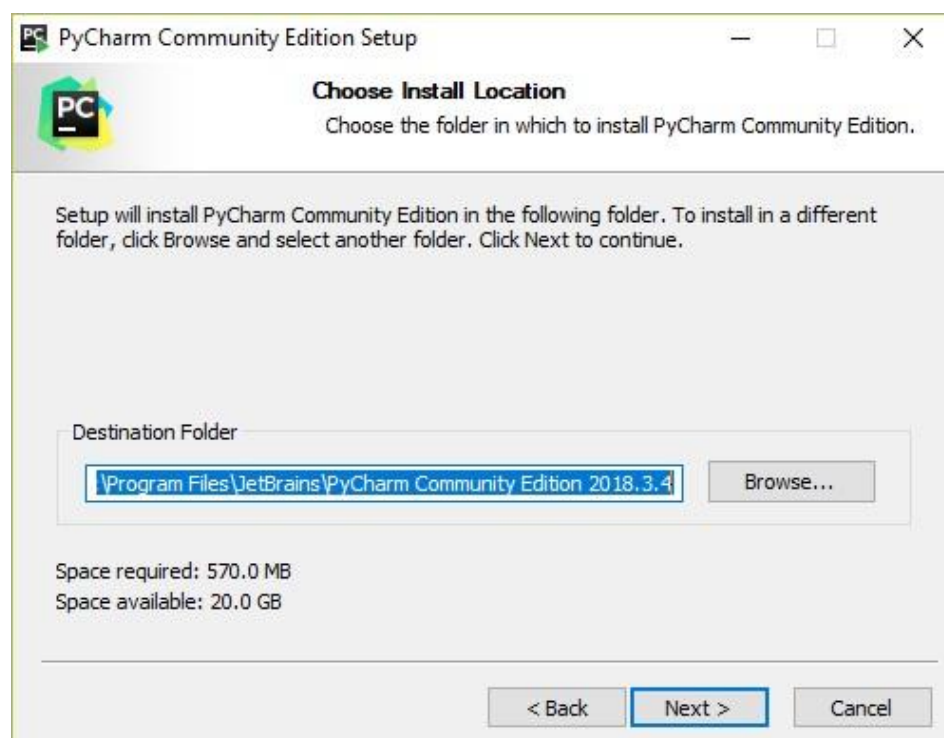 PyCharm Community Edition Setup
PC
Choose Install Location
Choose the folder in which to install PyCharm Community Edition.
Setup will install PyCharm Community Edition in the following folder. To install in a different
folder, click Browse and select another folder. Click Next to continue.
Destination Folder
:\Program Files\JetBrains\PyCharm Community Edition 2018.3.4
Browse...
Space required: 570.0 MB
Space available: 20.0 GB
< Back
Next >
Cancel